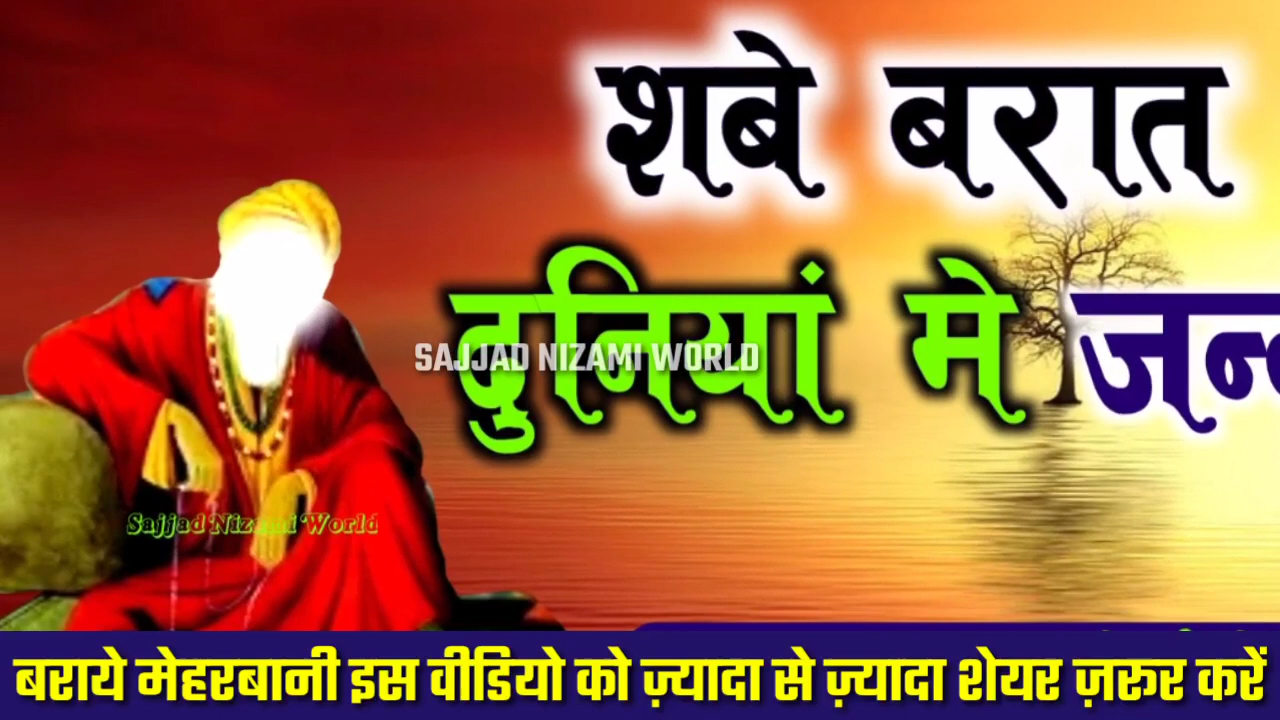 शबे बरात
दुनियां मे
SAJJAD NIZAMI WORLD
Sajjad Nizami World
बराये मेहरबानी इस वीडियो को ज़्यादा से ज़्यादा शेयर ज़रूर करें